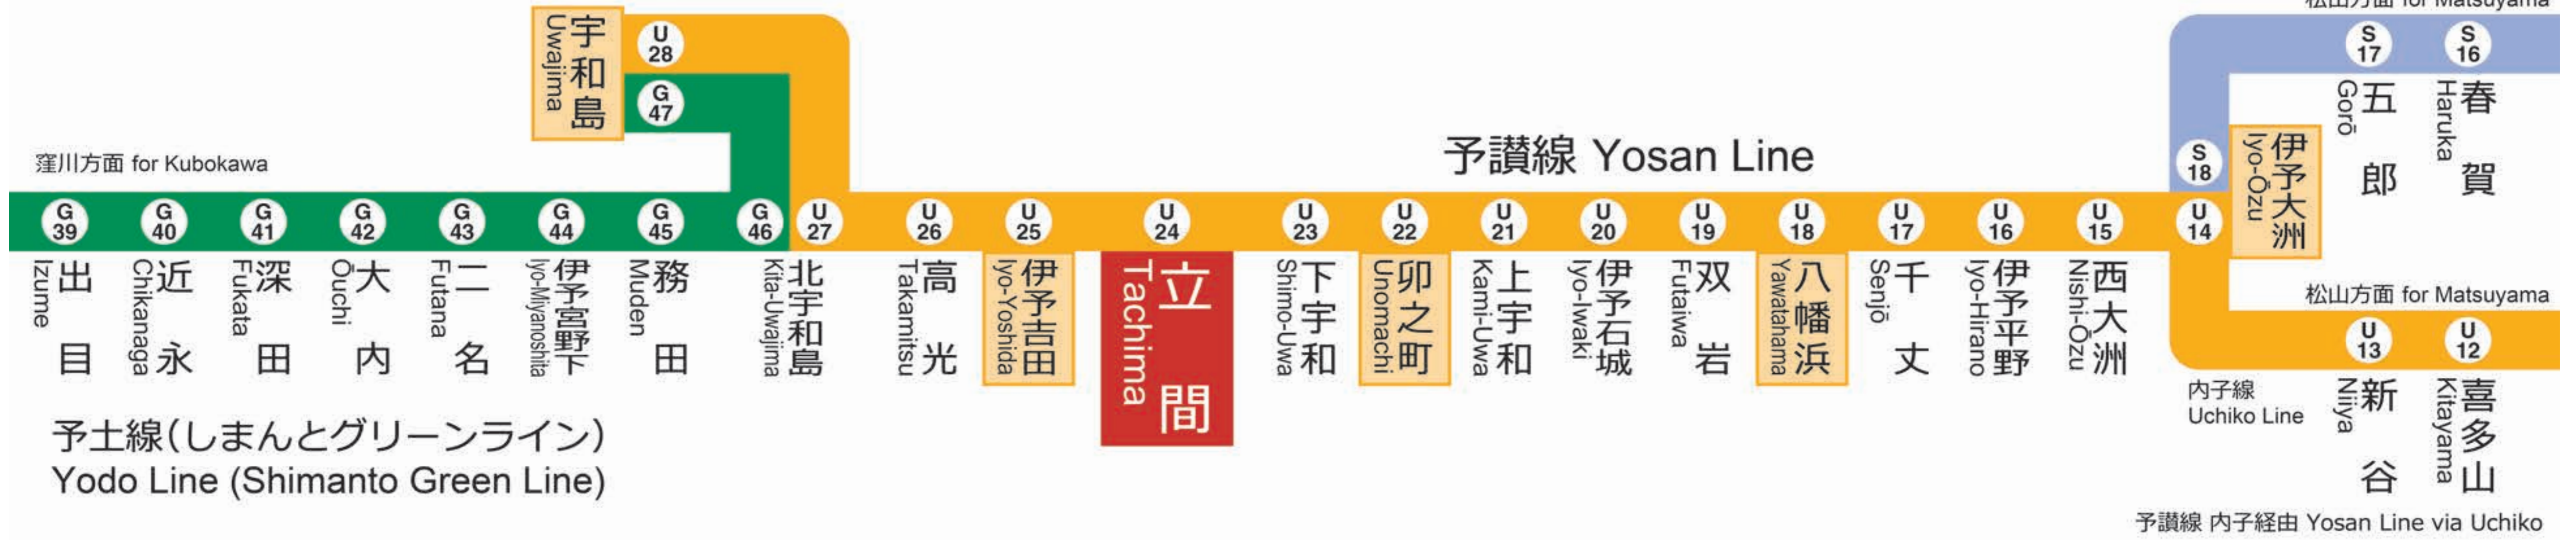 松山方面 for Matsuyama
宇和島
Uwajima
U
28
G
47
S
17
五郎
Gorō
S
16
春賀
Haruka
予讃線 Yosan Line
窪川方面 for Kubokawa
S
18
伊予大洲
Iyo-Ōzu
G
39
出目
Izume
G
40
近永
Chikanaga
G
41
深田
Fukata
G
42
大内
Ōuchi
G
43
二名
Futana
G
44
伊予宮野下
Iyo-Miyanoshita
G
45
務田
Muden
G
46
U
27
北宇和島
Kita-Uwajima
U
26
高光
Takamitsu
U
25
伊予吉田
Iyo-Yoshida
U
24
立間
Tachima
U
23
下宇和
Shimo-Uwa
U
22
卯之町
Unomachi
U
21
上宇和
Kami-Uwa
U
20
伊予石城
Iyo-Iwaki
U
19
双岩
Futaiwa
U
18
八幡浜
Yawatahama
U
17
千丈
Senjō
U
16
伊予平野
Iyo-Hirano
U
15
西大洲
Nishi-Ōzu
U
14
松山方面 for Matsuyama
U
13
新谷
Niiya
U
12
喜多山
Kitayama
内子線
Uchiko Line
予土線(しまんとグリーンライン)
Yodo Line (Shimanto Green Line)
予讃線 内子経由 Yosan Line via Uchiko